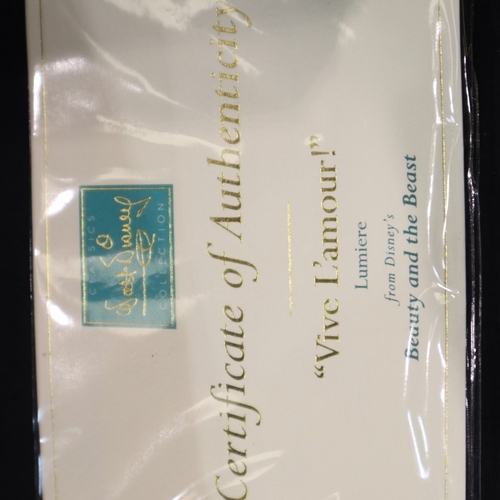 CLASSICS
Walt Disney
COLLECTION
Certificate of Authenticity
“Vive L'amour!”
Lumiere
from Disney's
Beauty and the Beast